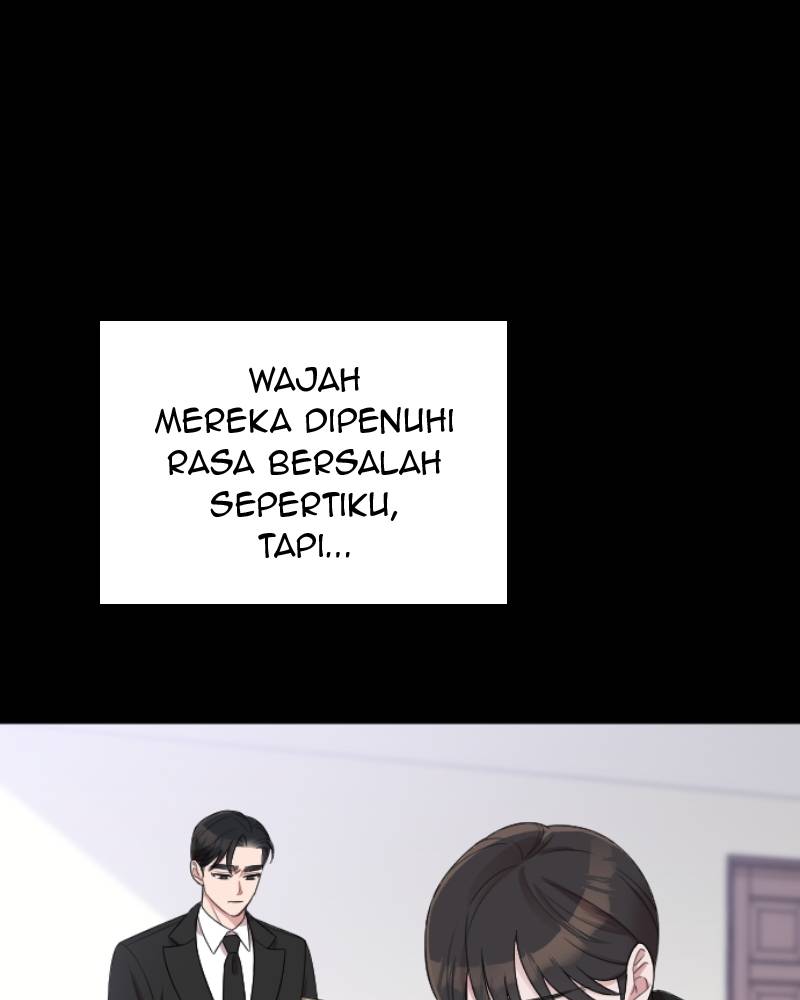 WAJAH
MEREKA DIPENUHI
RASA BERSALAH
SEPERTIKU,
TAPI...